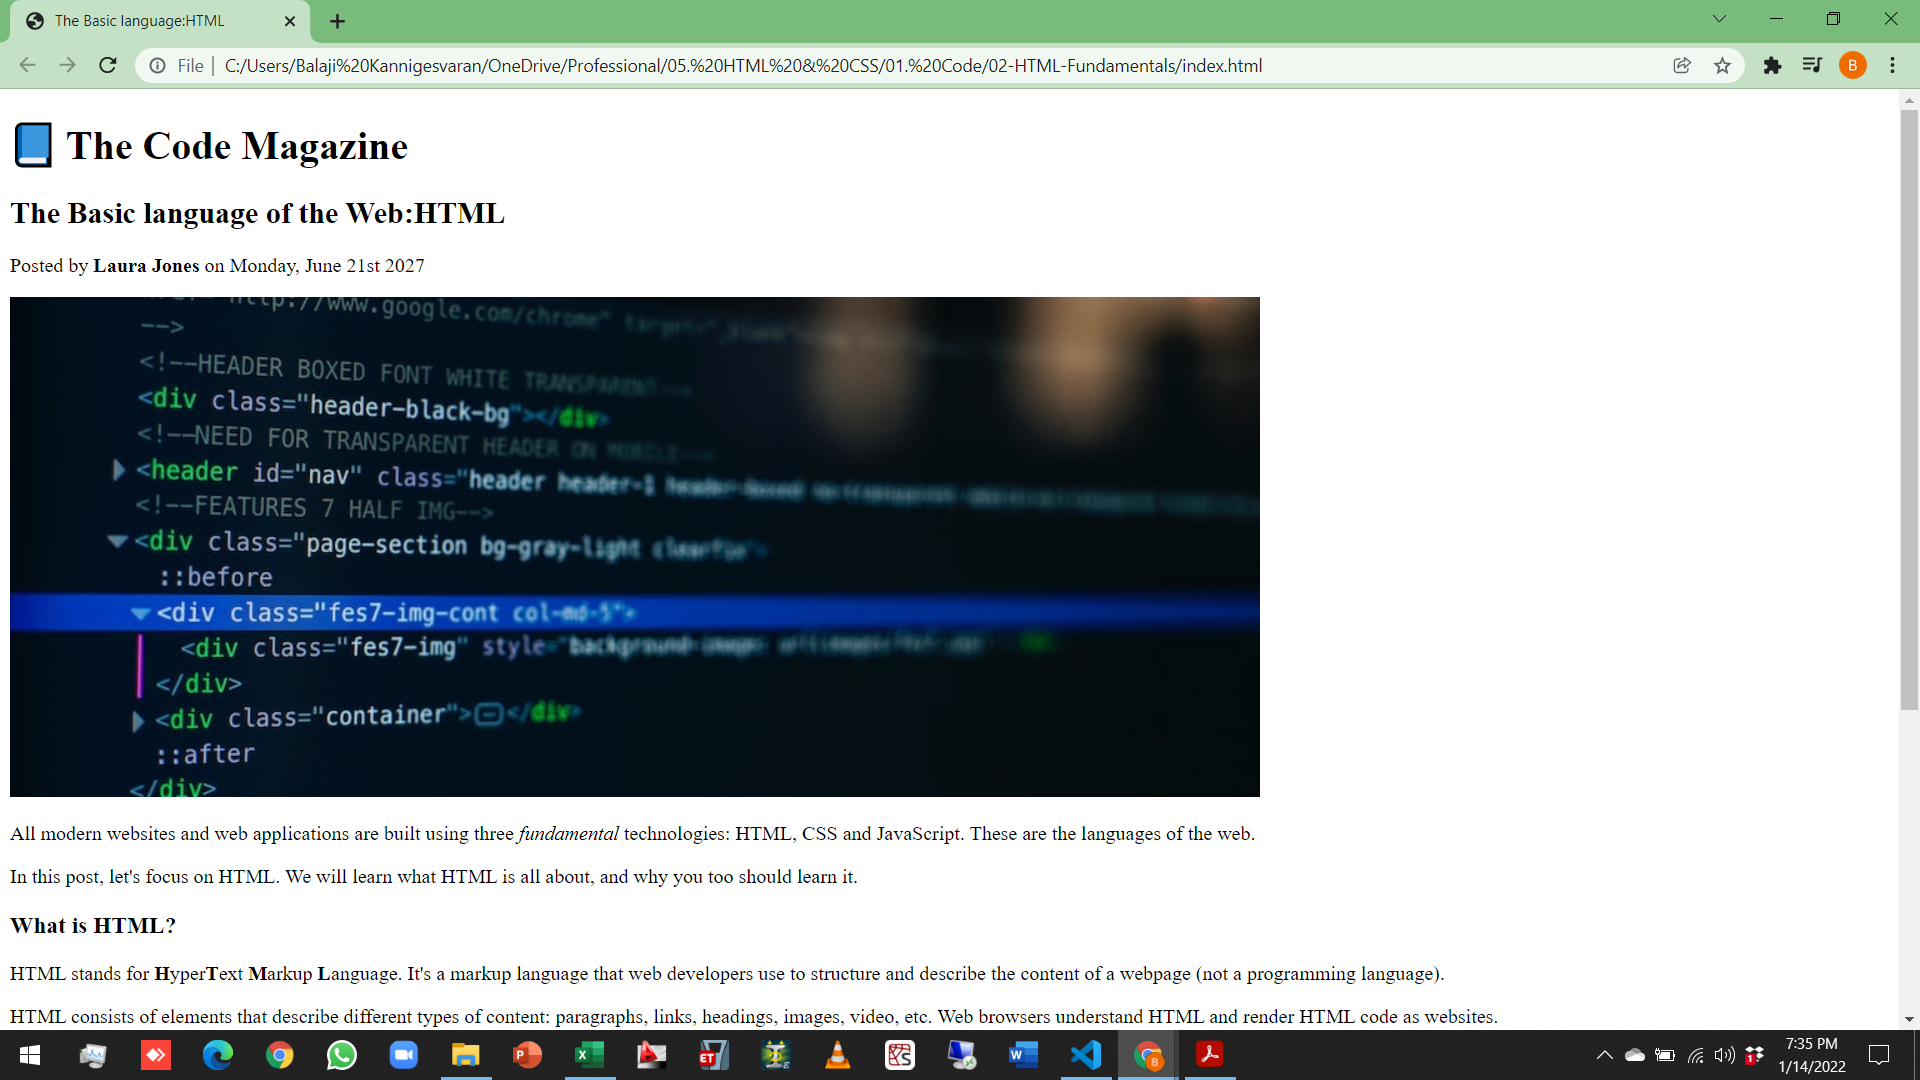 The Basic language:HTML
File | C:/Users/Balaji%20Kannigesvaran/OneDrive/Professional/05.%20HTML%20&%20CSS/01.%20Code/02-HTML-Fundamentals/index.html
B
The Code Magazine
The Basic language of the Web:HTML
Posted by Laura Jones on Monday, June 21st 2027
http://www.google.com/chrome"
-->
<!--HEADER BOXED FONT WHITE TRANSPARENT-->
<div class="header-black-bg"></div>
<!--NEED FOR TRANSPARENT HEADER ON MOBILE-->
<header id="nav" class="header header-1 header-boxed
<!--FEATURES 7 HALF IMG-->
<div class="page-section bg-gray-light clearfix">
::before
<div class="fes7-img-cont col-md-5">
<div class="fes7-img" style="background-image:
</div>
<div class="container"></div>
::after
</div>
All modern websites and web applications are built using three fundamental technologies: HTML, CSS and JavaScript. These are the languages of the web.
In this post, let's focus on HTML. We will learn what HTML is all about, and why you too should learn it.
What is HTML?
HTML stands for HyperText Markup Language. It's a markup language that web developers use to structure and describe the content of a webpage (not a programming language).
HTML consists of elements that describe different types of content: paragraphs, links, headings, images, video, etc. Web browsers understand HTML and render HTML code as websites.
7:35 PM
1/14/2022